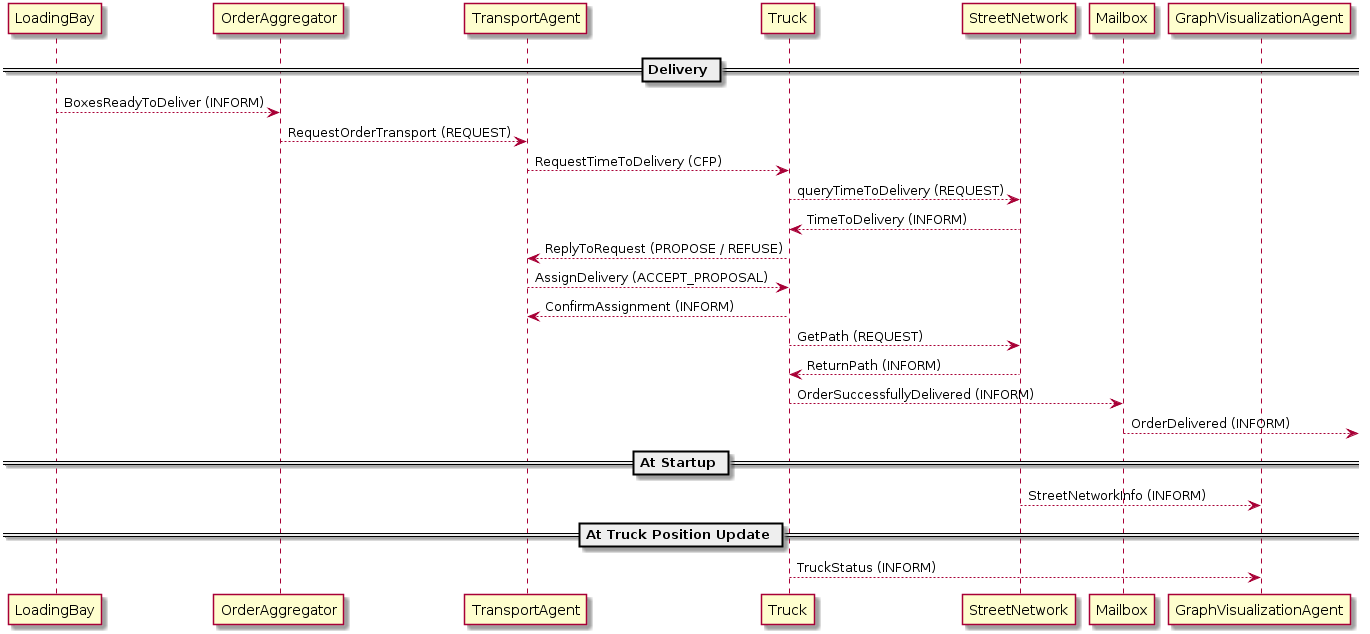 LoadingBay OrderAggregator TransportAgent Truck StreetNetwork Mailbox GraphVisualizationAgent
Delivery
BoxesReadyToDeliver (INFORM)
RequestOrderTransport (REQUEST)
RequestTimeToDelivery (CFP)
queryTimeToDelivery (REQUEST)
TimeToDelivery (INFORM)
ReplyToRequest (PROPOSE / REFUSE)
AssignDelivery (ACCEPT_PROPOSAL)
ConfirmAssignment (INFORM)
GetPath (REQUEST)
ReturnPath (INFORM)
OrderSuccessfullyDelivered (INFORM)
OrderDelivered (INFORM)
At Startup
StreetNetworkInfo (INFORM)
At Truck Position Update
TruckStatus (INFORM)
LoadingBay OrderAggregator TransportAgent Truck StreetNetwork Mailbox GraphVisualizationAgent